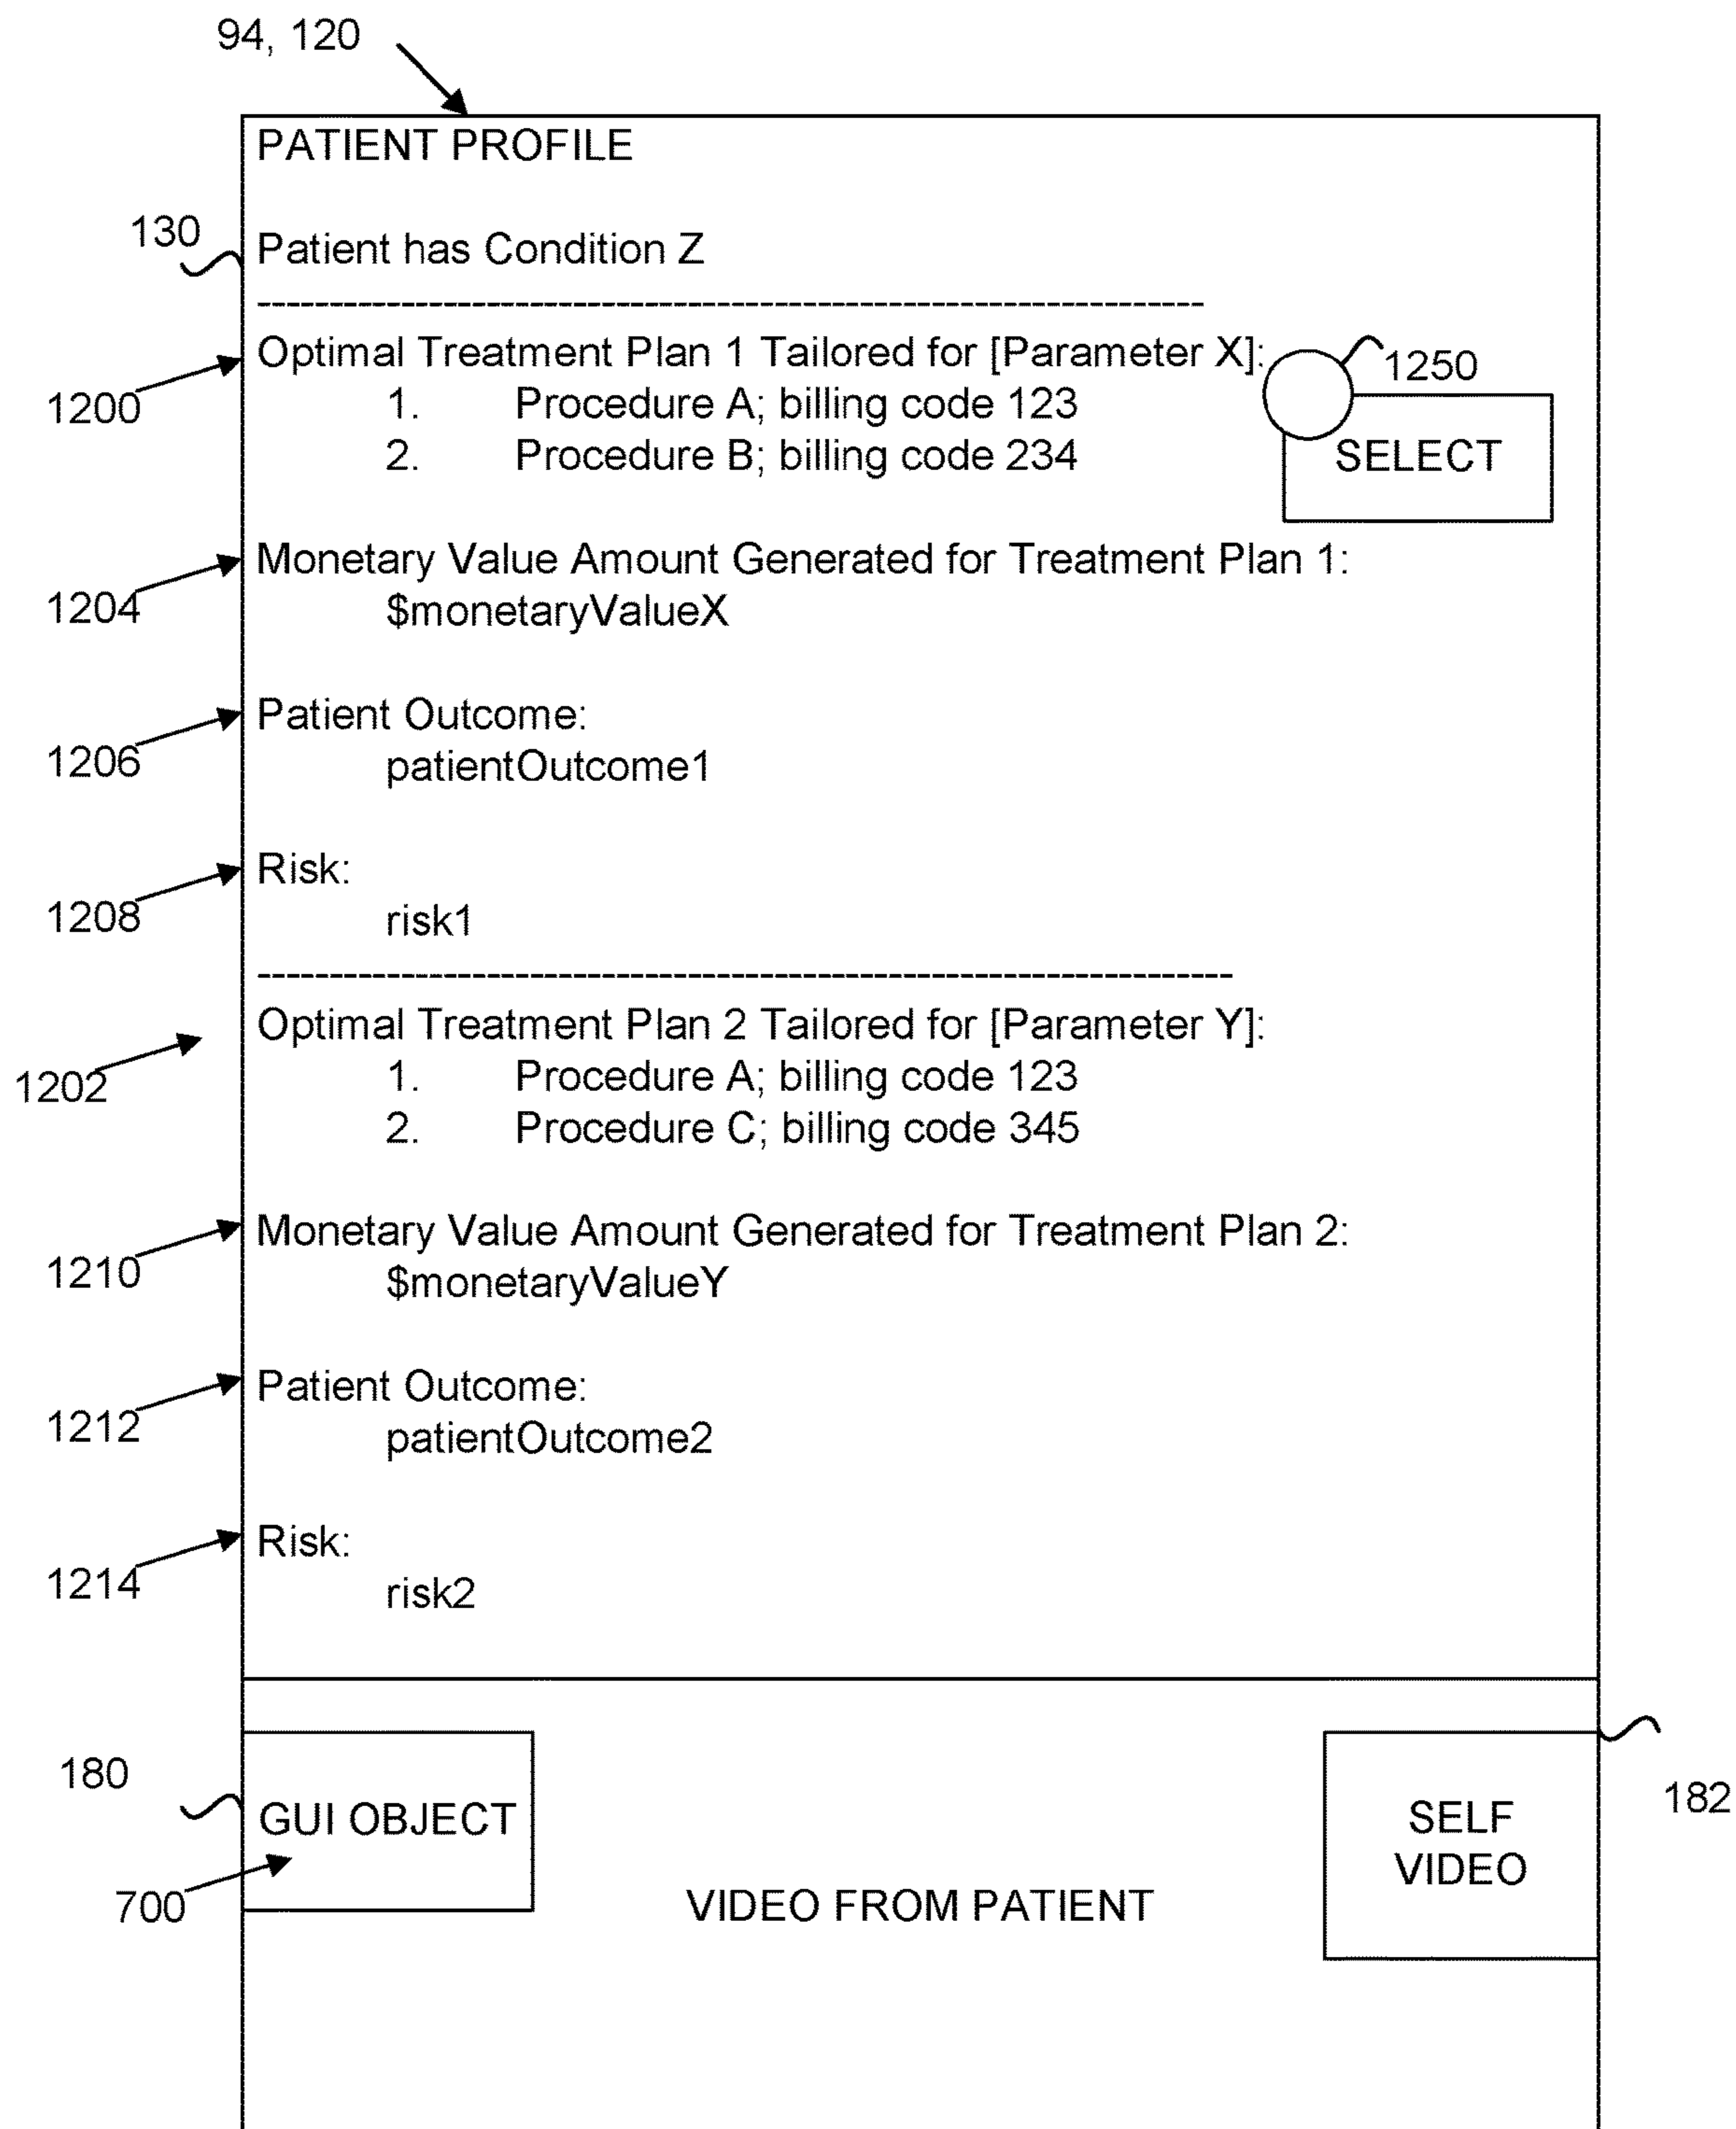 94, 120
PATIENT PROFILE
130
Patient has Condition Z
Optimal Treatment Plan 1 Tailored for [Parameter X]:
1250
1200
1. Procedure A; billing code 123
2. Procedure B; billing code 234
SELECT
Monetary Value Amount Generated for Treatment Plan 1:
1204
$monetaryValueX
Patient Outcome:
1206
patientOutcome1
Risk:
1208
risk1
Optimal Treatment Plan 2 Tailored for [Parameter Y]:
1202
1. Procedure A; billing code 123
2. Procedure C; billing code 345
Monetary Value Amount Generated for Treatment Plan 2:
1210
$monetaryValueY
Patient Outcome:
1212
patientOutcome2
Risk:
1214
risk2
180
GUI OBJECT
700
VIDEO FROM PATIENT
SELF
VIDEO
182